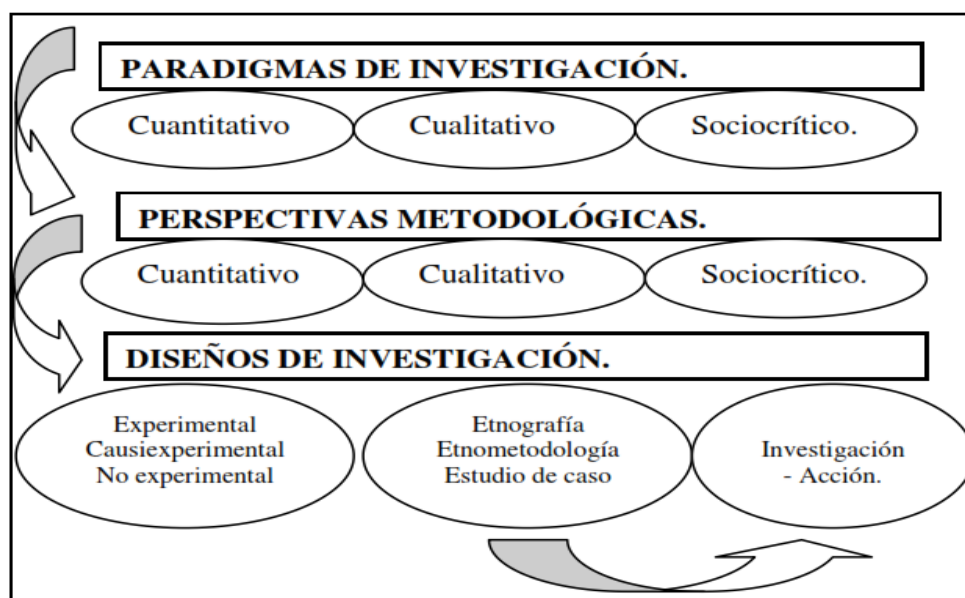 PARADIGMAS DE INVESTIGACIÓN.
Cuantitativo Cualitativo Sociocrítico.
PERSPECTIVAS METODOLÓGICAS.
Cuantitativo Cualitativo Sociocrítico.
DISEÑOS DE INVESTIGACIÓN.
Experimental
Causiexperimental
No experimental
Etnografía
Etnometodología
Estudio de caso
Investigación
- Acción.